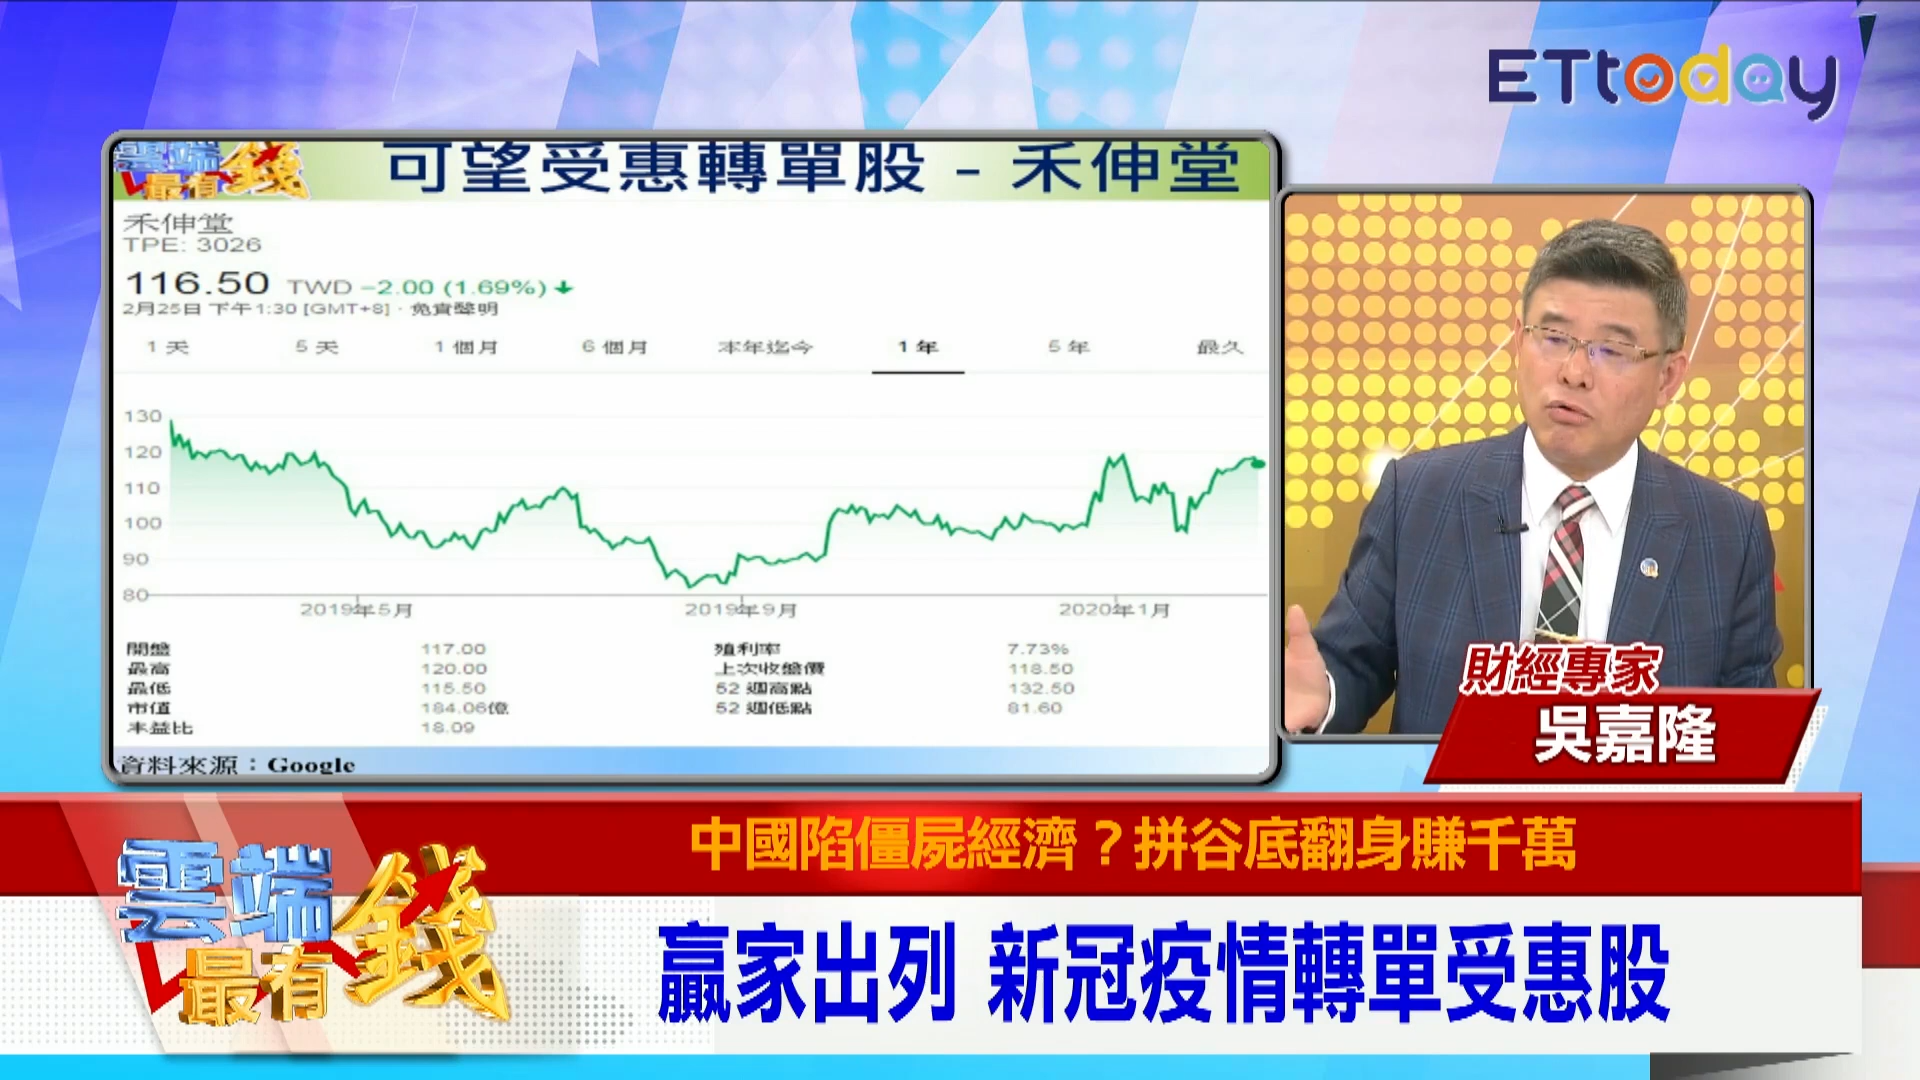 ETtoday
雲端最有錢
可望受惠轉單股 - 禾伸堂
禾伸堂
TPE: 3026
116.50 TWD -2.00 (1.69%)
2月25日 下午1:30 [GMT+8] · 免責聲明
1 天 5 天 1 個月 6 個月 本年迄今 1 年 5 年 最久
130
120
110
100
90
80
2019年5月 2019年9月 2020年1月
開盤 117.00 殖利率 7.73%
最高 120.00 上次收盤價 118.50
最低 115.50 52 週高點 132.50
市值 184.06億 52 週低點 81.60
本益比 18.09
資料來源：Google
財經專家
吳嘉隆
中國陷僵屍經濟？拼谷底翻身賺千萬
雲端最有錢
贏家出列 新冠疫情轉單受惠股